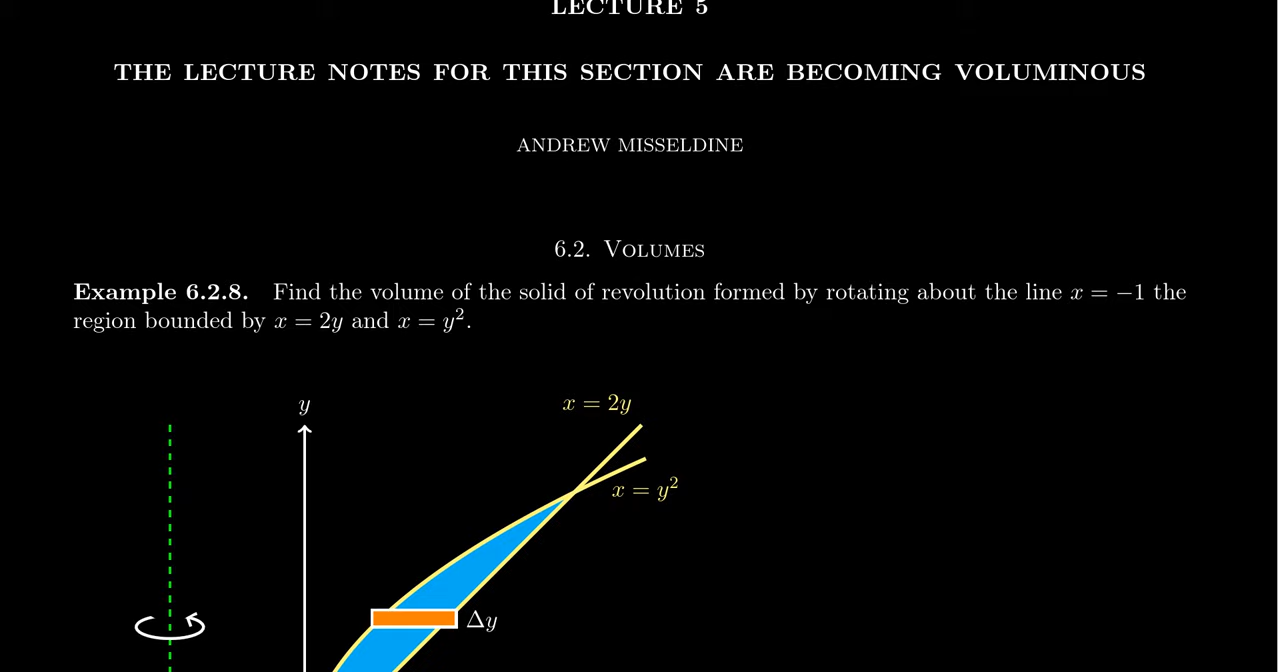 LECTURE 5
THE LECTURE NOTES FOR THIS SECTION ARE BECOMING VOLUMINOUS
ANDREW MISSELDINE
6.2. VOLUMES
Example 6.2.8. Find the volume of the solid of revolution formed by rotating about the line x = −1 the
region bounded by x = 2y and x = y².
x = 2y
y
x = y²
Δy